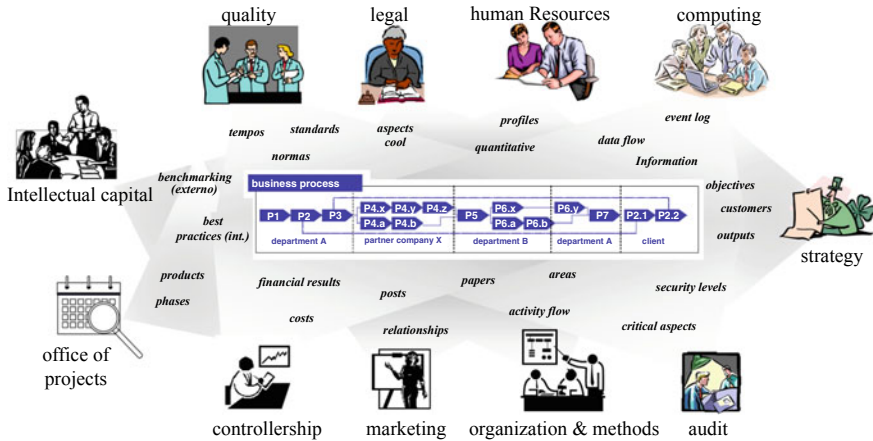 quality
legal
human Resources
computing
tempos
standards
aspects
cool
profiles
quantitative
data flow
event log
normas
Information
Intellectual capital
benchmarking
(externo)
best
practices (int.)
objectives
customers
outputs
strategy
business process
P1
P2
P3
P4.x
P4.y
P4.z
P4.a
P4.b
P5
P6.x
P6.a
P6.b
P6.y
P7
P2.1
P2.2
department A
partner company X
department B
department A
client
products
phases
financial results
costs
posts
relationships
papers
areas
activity flow
security levels
critical aspects
office of
projects
controllership
marketing
organization & methods
audit